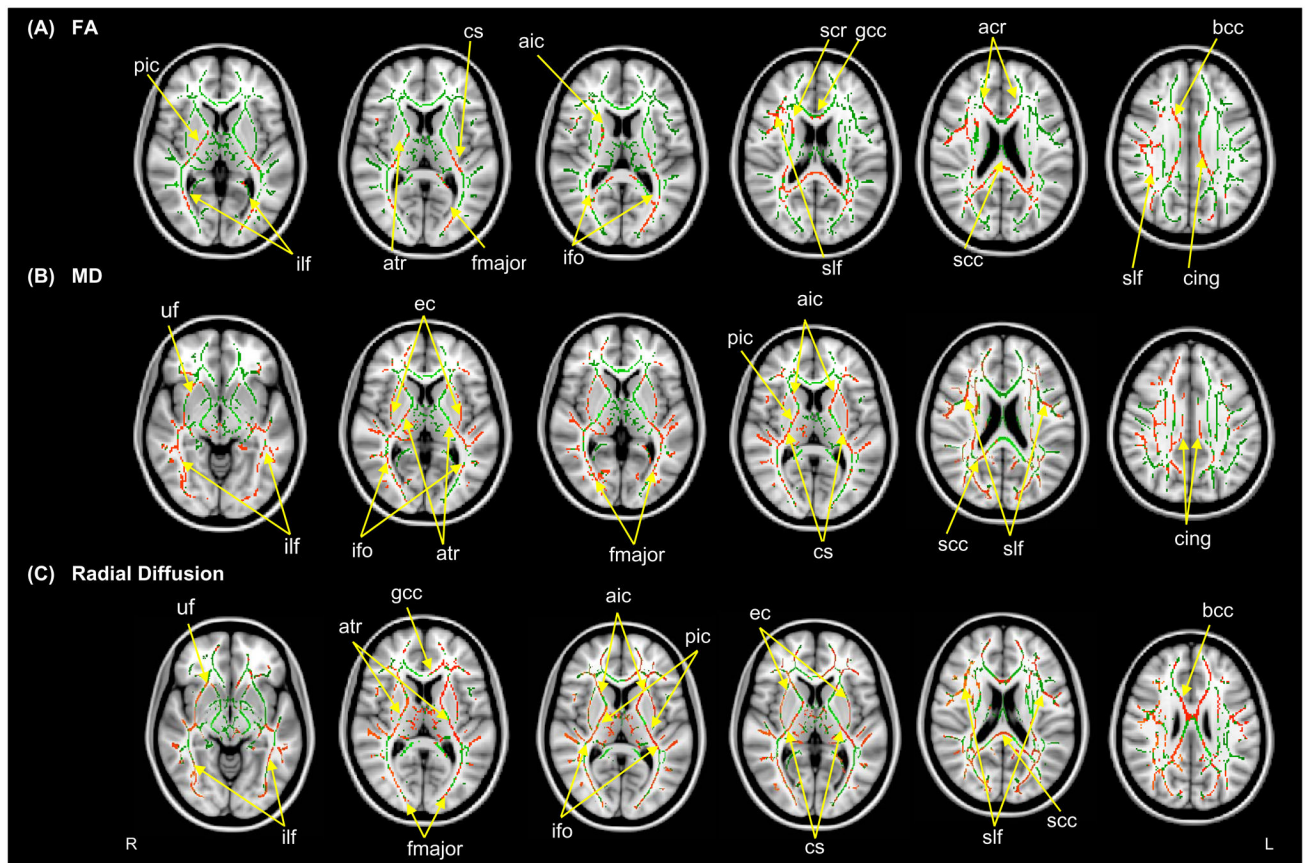 (A) FA
pic
cs
aic
scr
gcc
acr
bcc
ilf
atr
fmajor
ifo
slf
scc
slf
cing
(B) MD
uf
ec
pic
aic
ilf
ifo
atr
fmajor
cs
scc
slf
cing
(C) Radial Diffusion
uf
atr
gcc
aic
pic
ec
bcc
ilf
fmajor
ifo
cs
slf
scc
R
L